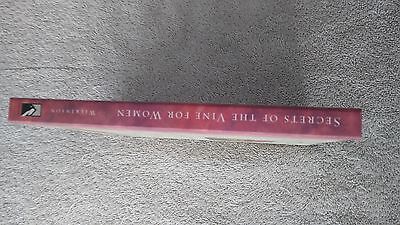 SECRETS OF THE VINE FOR WOMEN
WILKINSON